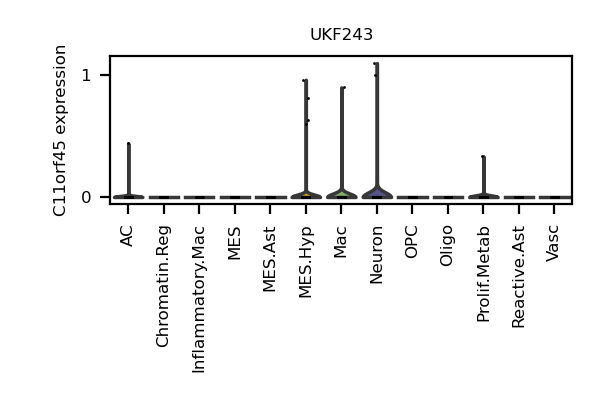 UKF243
C11orf45 expression
1
0
AC
Chromatin.Reg
Inflammatory.Mac
MES
MES.Ast
MES.Hyp
Mac
Neuron
OPC
Oligo
Prolif.Metab
Reactive.Ast
Vasc